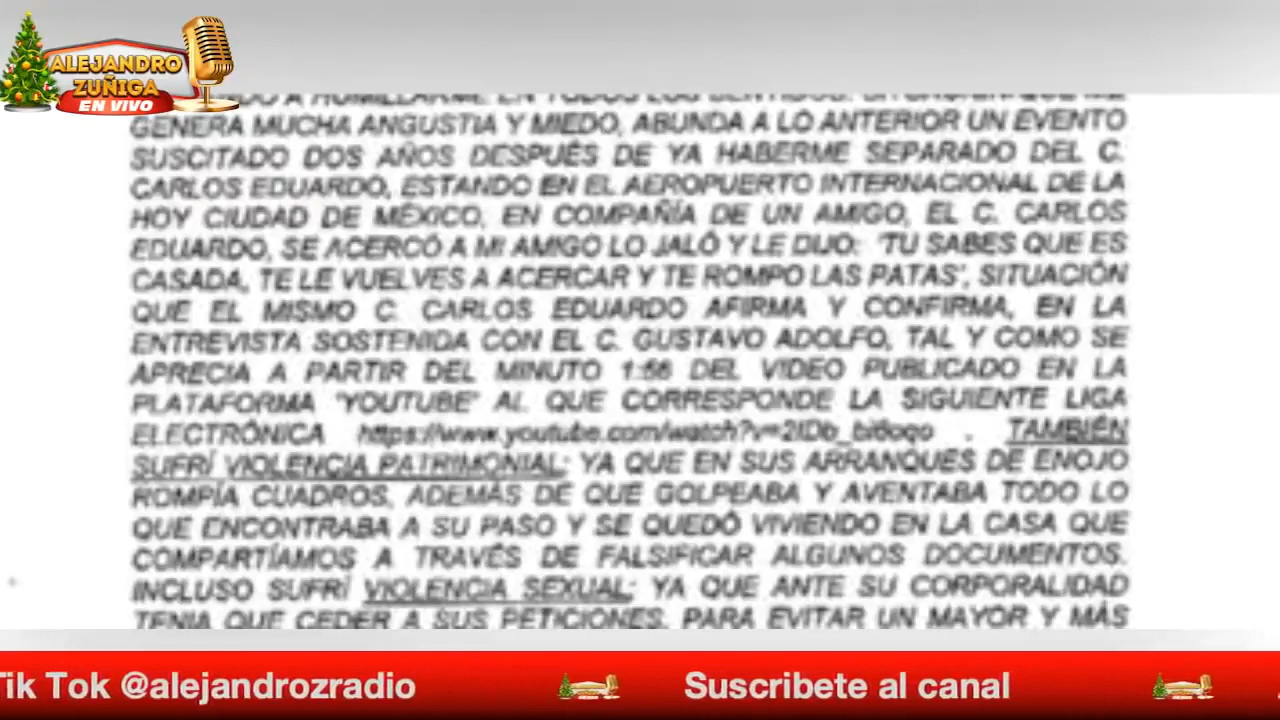 ALEJANDRO
ZUÑIGA
EN VIVO
A HUMILLARME EN TODOS LOS SENTIDOS.
GENERA MUCHA ANGUSTIA Y MIEDO, ABUNDA A LO ANTERIOR UN EVENTO
SUSCITADO DOS AÑOS DESPUÉS DE YA HABERME SEPARADO DEL C.
CARLOS EDUARDO, ESTANDO EN EL AEROPUERTO INTERNACIONAL DE LA
HOY CIUDAD DE MÉXICO, EN COMPAÑÍA DE UN AMIGO, EL C. CARLOS
EDUARDO, SE ACERCÓ A MI AMIGO LO JALÓ Y LE DIJO: "TU SABES QUE ES
CASADA, TE LE VUELVES A ACERCAR Y TE ROMPO LAS PATAS", SITUACIÓN
QUE EL MISMO C. CARLOS EDUARDO AFIRMA Y CONFIRMA, EN LA
ENTREVISTA SOSTENIDA CON EL C. GUSTAVO ADOLFO, TAL Y COMO SE
APRECIA A PARTIR DEL MINUTO 1:56 DEL VIDEO PUBLICADO EN LA
PLATAFORMA "YOUTUBE" AL QUE CORRESPONDE LA SIGUIENTE LIGA
ELECTRÓNICA . TAMBIÉN
SUFRÍ VIOLENCIA PATRIMONIAL; YA QUE EN SUS ARRANQUES DE ENOJO
ROMPÍA CUADROS, ADEMÁS DE QUE GOLPEABA Y AVENTABA TODO LO
QUE ENCONTRABA A SU PASO Y SE QUEDÓ VIVIENDO EN LA CASA QUE
COMPARTÍAMOS A TRAVÉS DE FALSIFICAR ALGUNOS DOCUMENTOS.
INCLUSO SUFRÍ VIOLENCIA SEXUAL; YA QUE ANTE SU CORPORALIDAD
TENIA QUE CEDER A SUS PETICIONES, PARA EVITAR UN MAYOR Y MÁS
Tik Tok @alejandrozradio Suscribete al canal